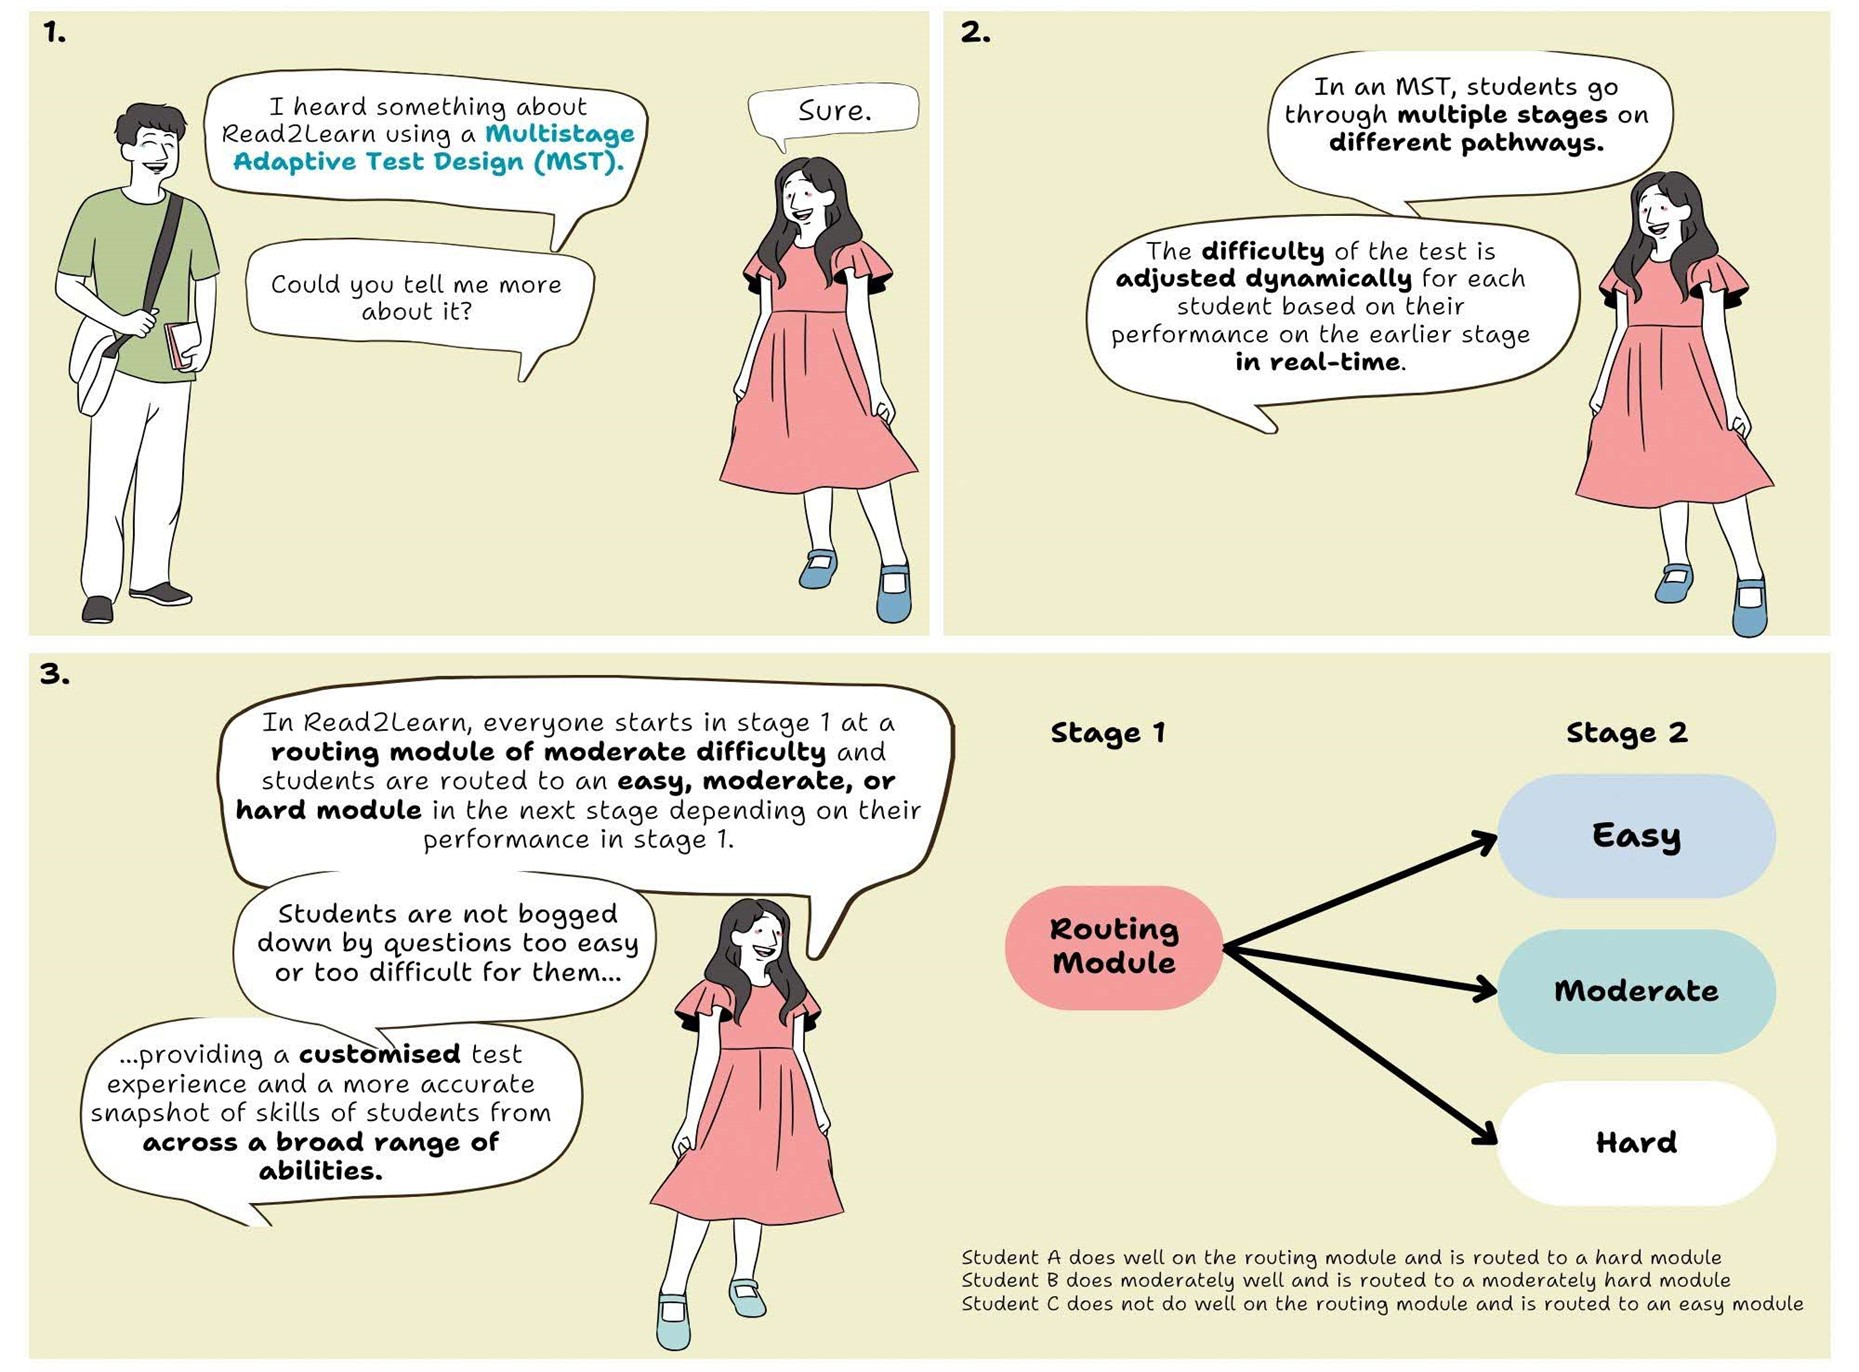 1.
I heard something about
Read2Learn using a Multistage
Adaptive Test Design (MST).
Sure.
Could you tell me more
about it?
2.
In an MST, students go
through multiple stages on
different pathways.
The difficulty of the test is
adjusted dynamically for each
student based on their
performance on the earlier stage
in real-time.
3.
In Read2Learn, everyone starts in stage 1 at a
routing module of moderate difficulty and
students are routed to an easy, moderate, or
hard module in the next stage depending on their
performance in stage 1.
Students are not bogged
down by questions too easy
or too difficult for them...
...providing a customised test
experience and a more accurate
snapshot of skills of students from
across a broad range of
abilities.
Stage 1
Stage 2
Routing
Module
Easy
Moderate
Hard
Student A does well on the routing module and is routed to a hard module
Student B does moderately well and is routed to a moderately hard module
Student C does not do well on the routing module and is routed to an easy module